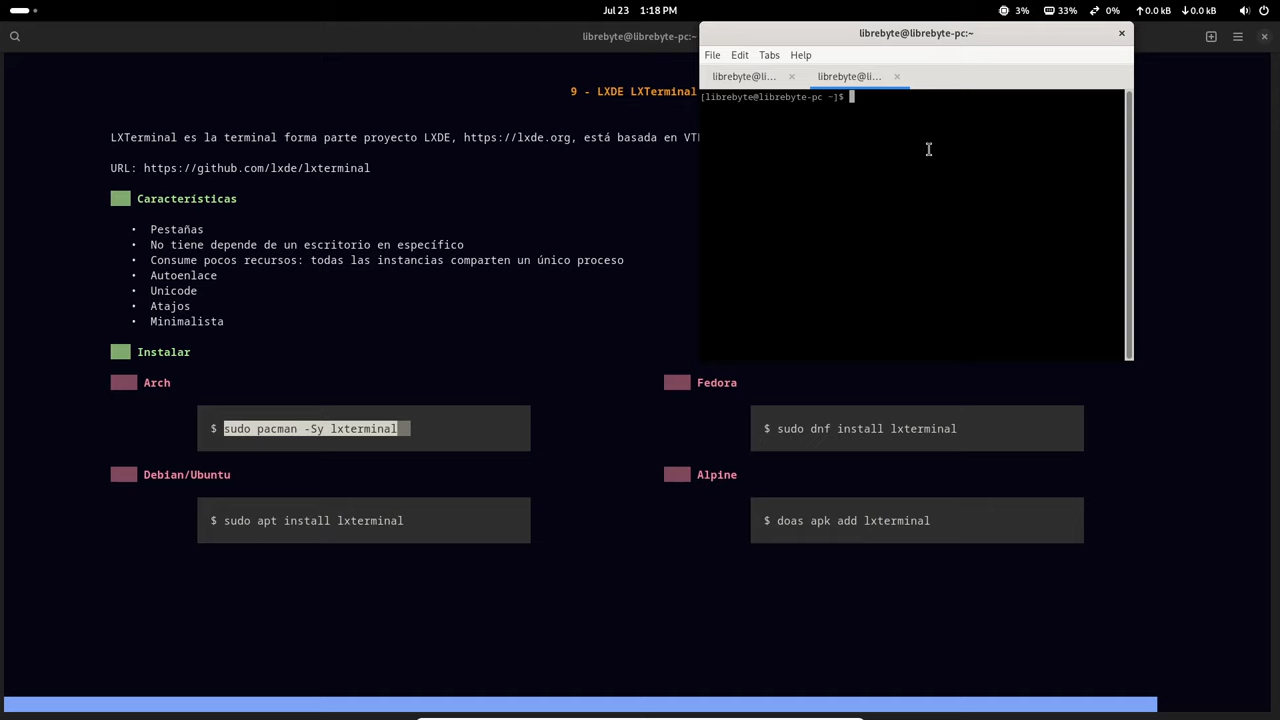 Jul 23 1:18 PM
3% 33% 0% 0.0 kB 0.0 kB
librebyte@librebyte-pc:~
librebyte@librebyte-pc:~
File Edit Tabs Help
librebyte@li... librebyte@li...
[librebyte@librebyte-pc ~]$
9 - LXDE LXTerminal
LXTerminal es la terminal forma parte proyecto LXDE, https://lxde.org, está basada en VT
URL: https://github.com/lxde/lxterminal
Características
• Pestañas
• No tiene depende de un escritorio en específico
• Consume pocos recursos: todas las instancias comparten un único proceso
• Autoenlace
• Unicode
• Atajos
• Minimalista
Instalar
Arch
$ sudo pacman -Sy lxterminal
Fedora
$ sudo dnf install lxterminal
Debian/Ubuntu
$ sudo apt install lxterminal
Alpine
$ doas apk add lxterminal